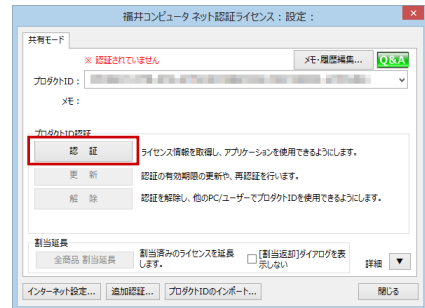 福井コンピュータ ネット認証ライセンス：設定：
×
共有モード
※ 認証されていません
メモ・履歴編集...
Q&A
プロダクトID：
メモ：
プロダクトID認証
認 証
ライセンス情報を取得し、アプリケーションを使用できるようにします。
更 新
認証の有効期限の更新や、再認証を行います。
解 除
認証を解除し、他のPC/ユーザーでプロダクトIDを使用できるようにします。
割当延長
全商品 割当延長
割当済みのライセンスを延長します。
[割当返却]ダイアログを表示しない
詳細 ▼
インターネット設定...
追加認証...
プロダクトIDのインポート...
閉じる